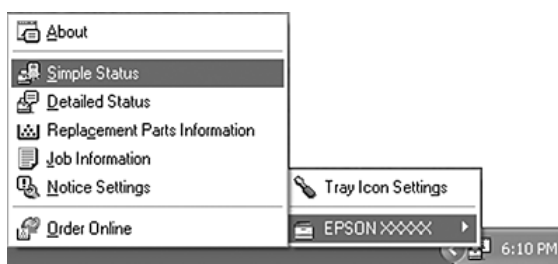 About
Simple Status
Detailed Status
Replacement Parts Information
Job Information
Notice Settings
Order Online
Tray Icon Settings
EPSON XXXXX
6:10 PM